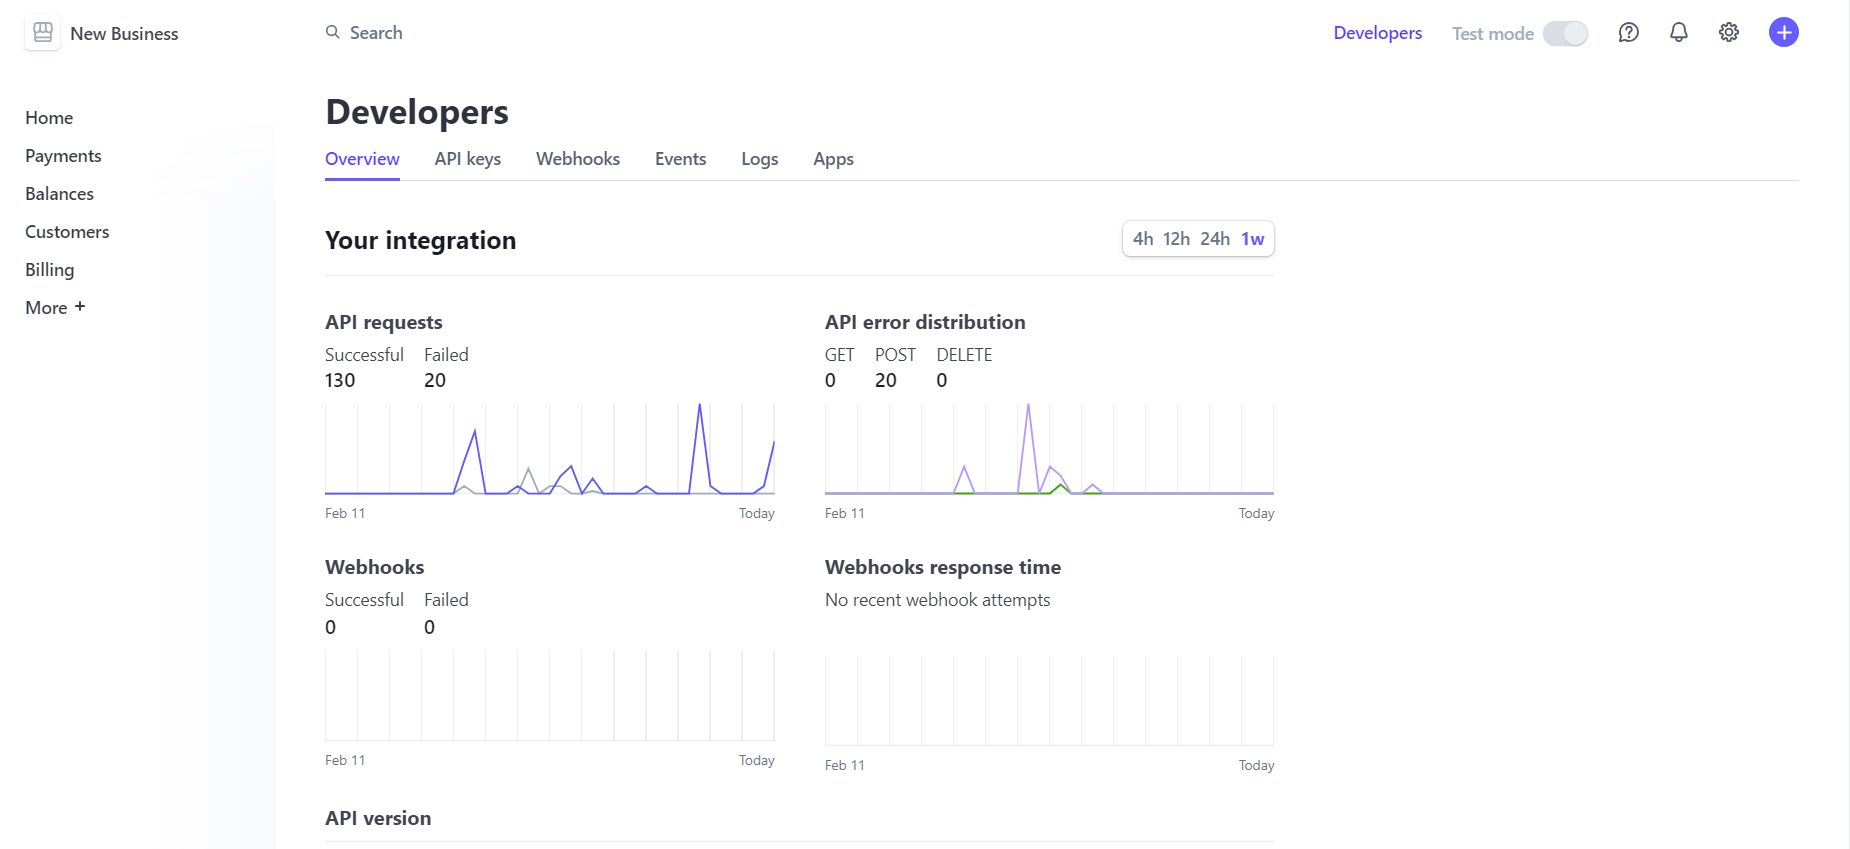 New Business
Search
Developers
Test mode
Home
Payments
Balances
Customers
Billing
More +
Developers
Overview API keys Webhooks Events Logs Apps
Your integration
4h 12h 24h 1w
API requests
Successful Failed
130 20
Feb 11 Today
API error distribution
GET POST DELETE
0 20 0
Feb 11 Today
Webhooks
Successful Failed
0 0
Feb 11 Today
Webhooks response time
No recent webhook attempts
Feb 11 Today
API version